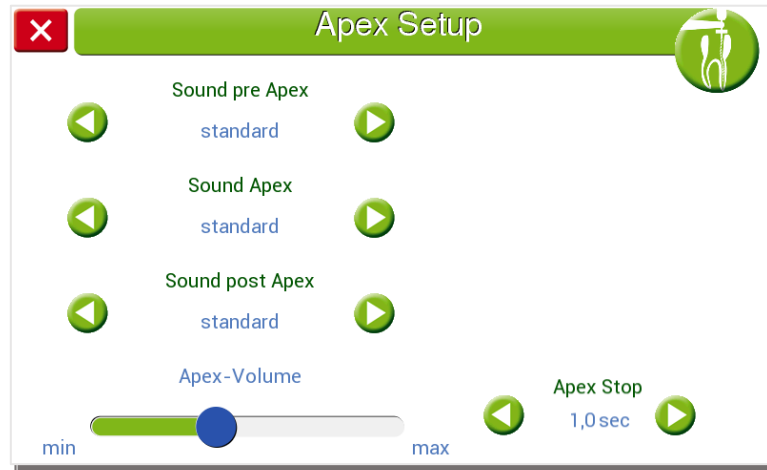 Apex Setup
Sound pre Apex
standard
Sound Apex
standard
Sound post Apex
standard
Apex-Volume
min
max
Apex Stop
1,0 sec